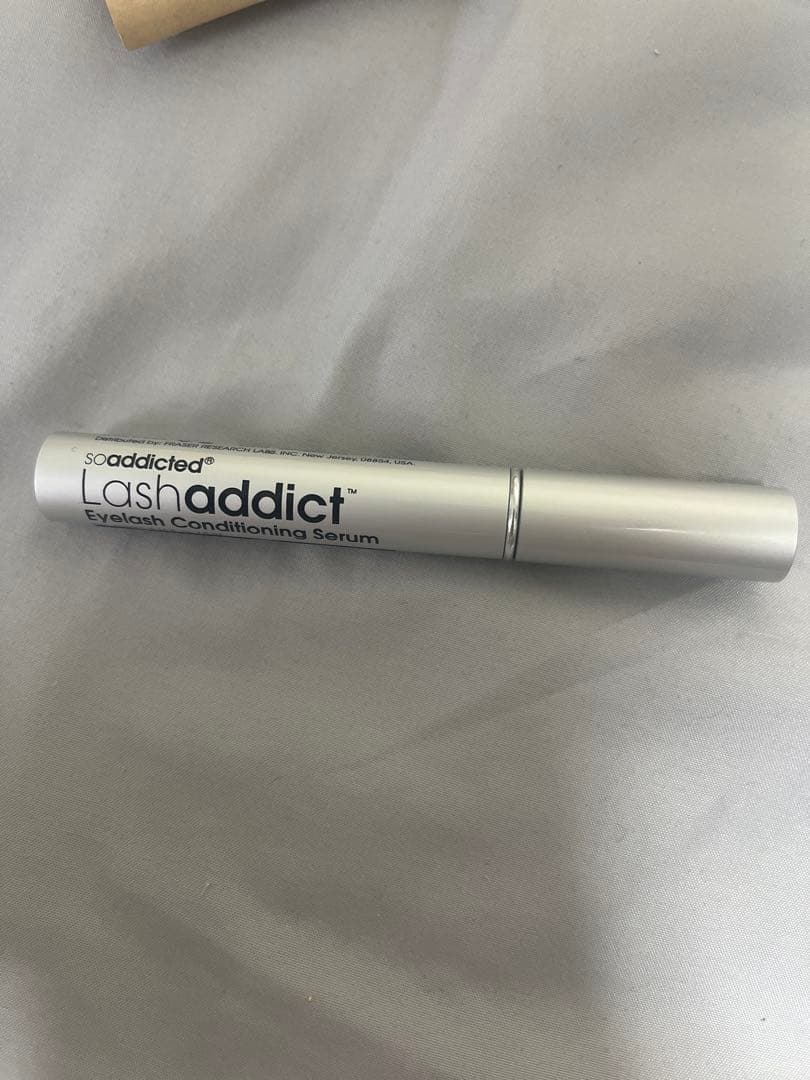 Distributed by: FRASER RESEARCH LABS, INC. New Jersey, 08854, USA.
soaddicted®
Lashaddict™
Eyelash Conditioning Serum